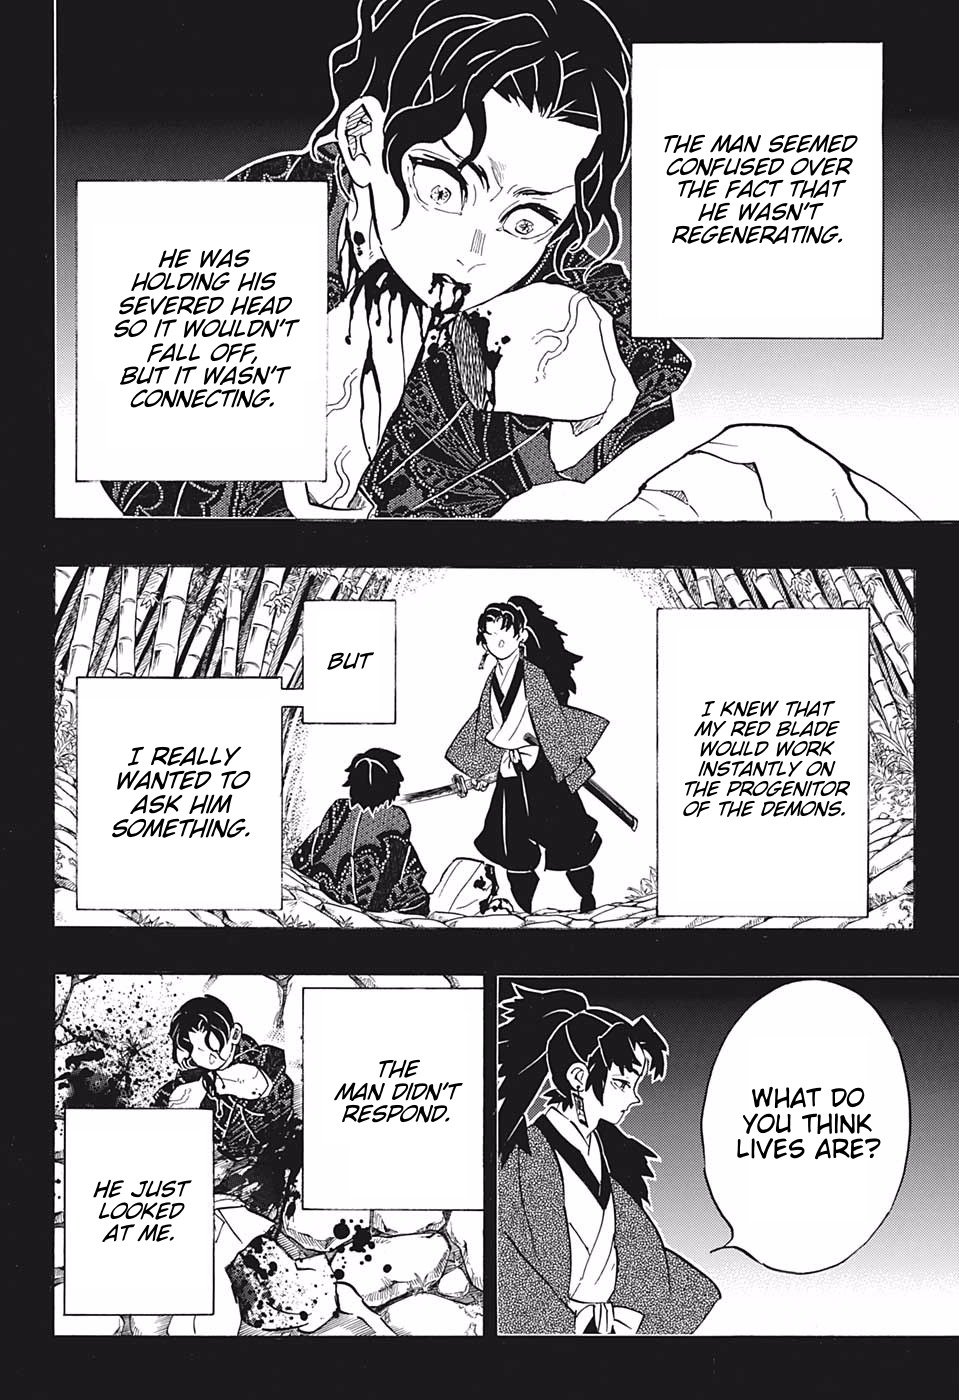 THE MAN SEEMED
CONFUSED OVER
THE FACT THAT
HE WASN'T
REGENERATING.
HE WAS
HOLDING HIS
SEVERED HEAD
SO IT WOULDN'T
FALL OFF,
BUT IT WASN'T
CONNECTING.
I KNEW THAT
MY RED BLADE
WOULD WORK
INSTANTLY ON
THE PROGENITOR
OF THE DEMONS.
BUT
I REALLY
WANTED TO
ASK HIM
SOMETHING.
WHAT DO
YOU THINK
LIVES ARE?
THE
MAN DIDN'T
RESPOND.
HE JUST
LOOKED
AT ME.